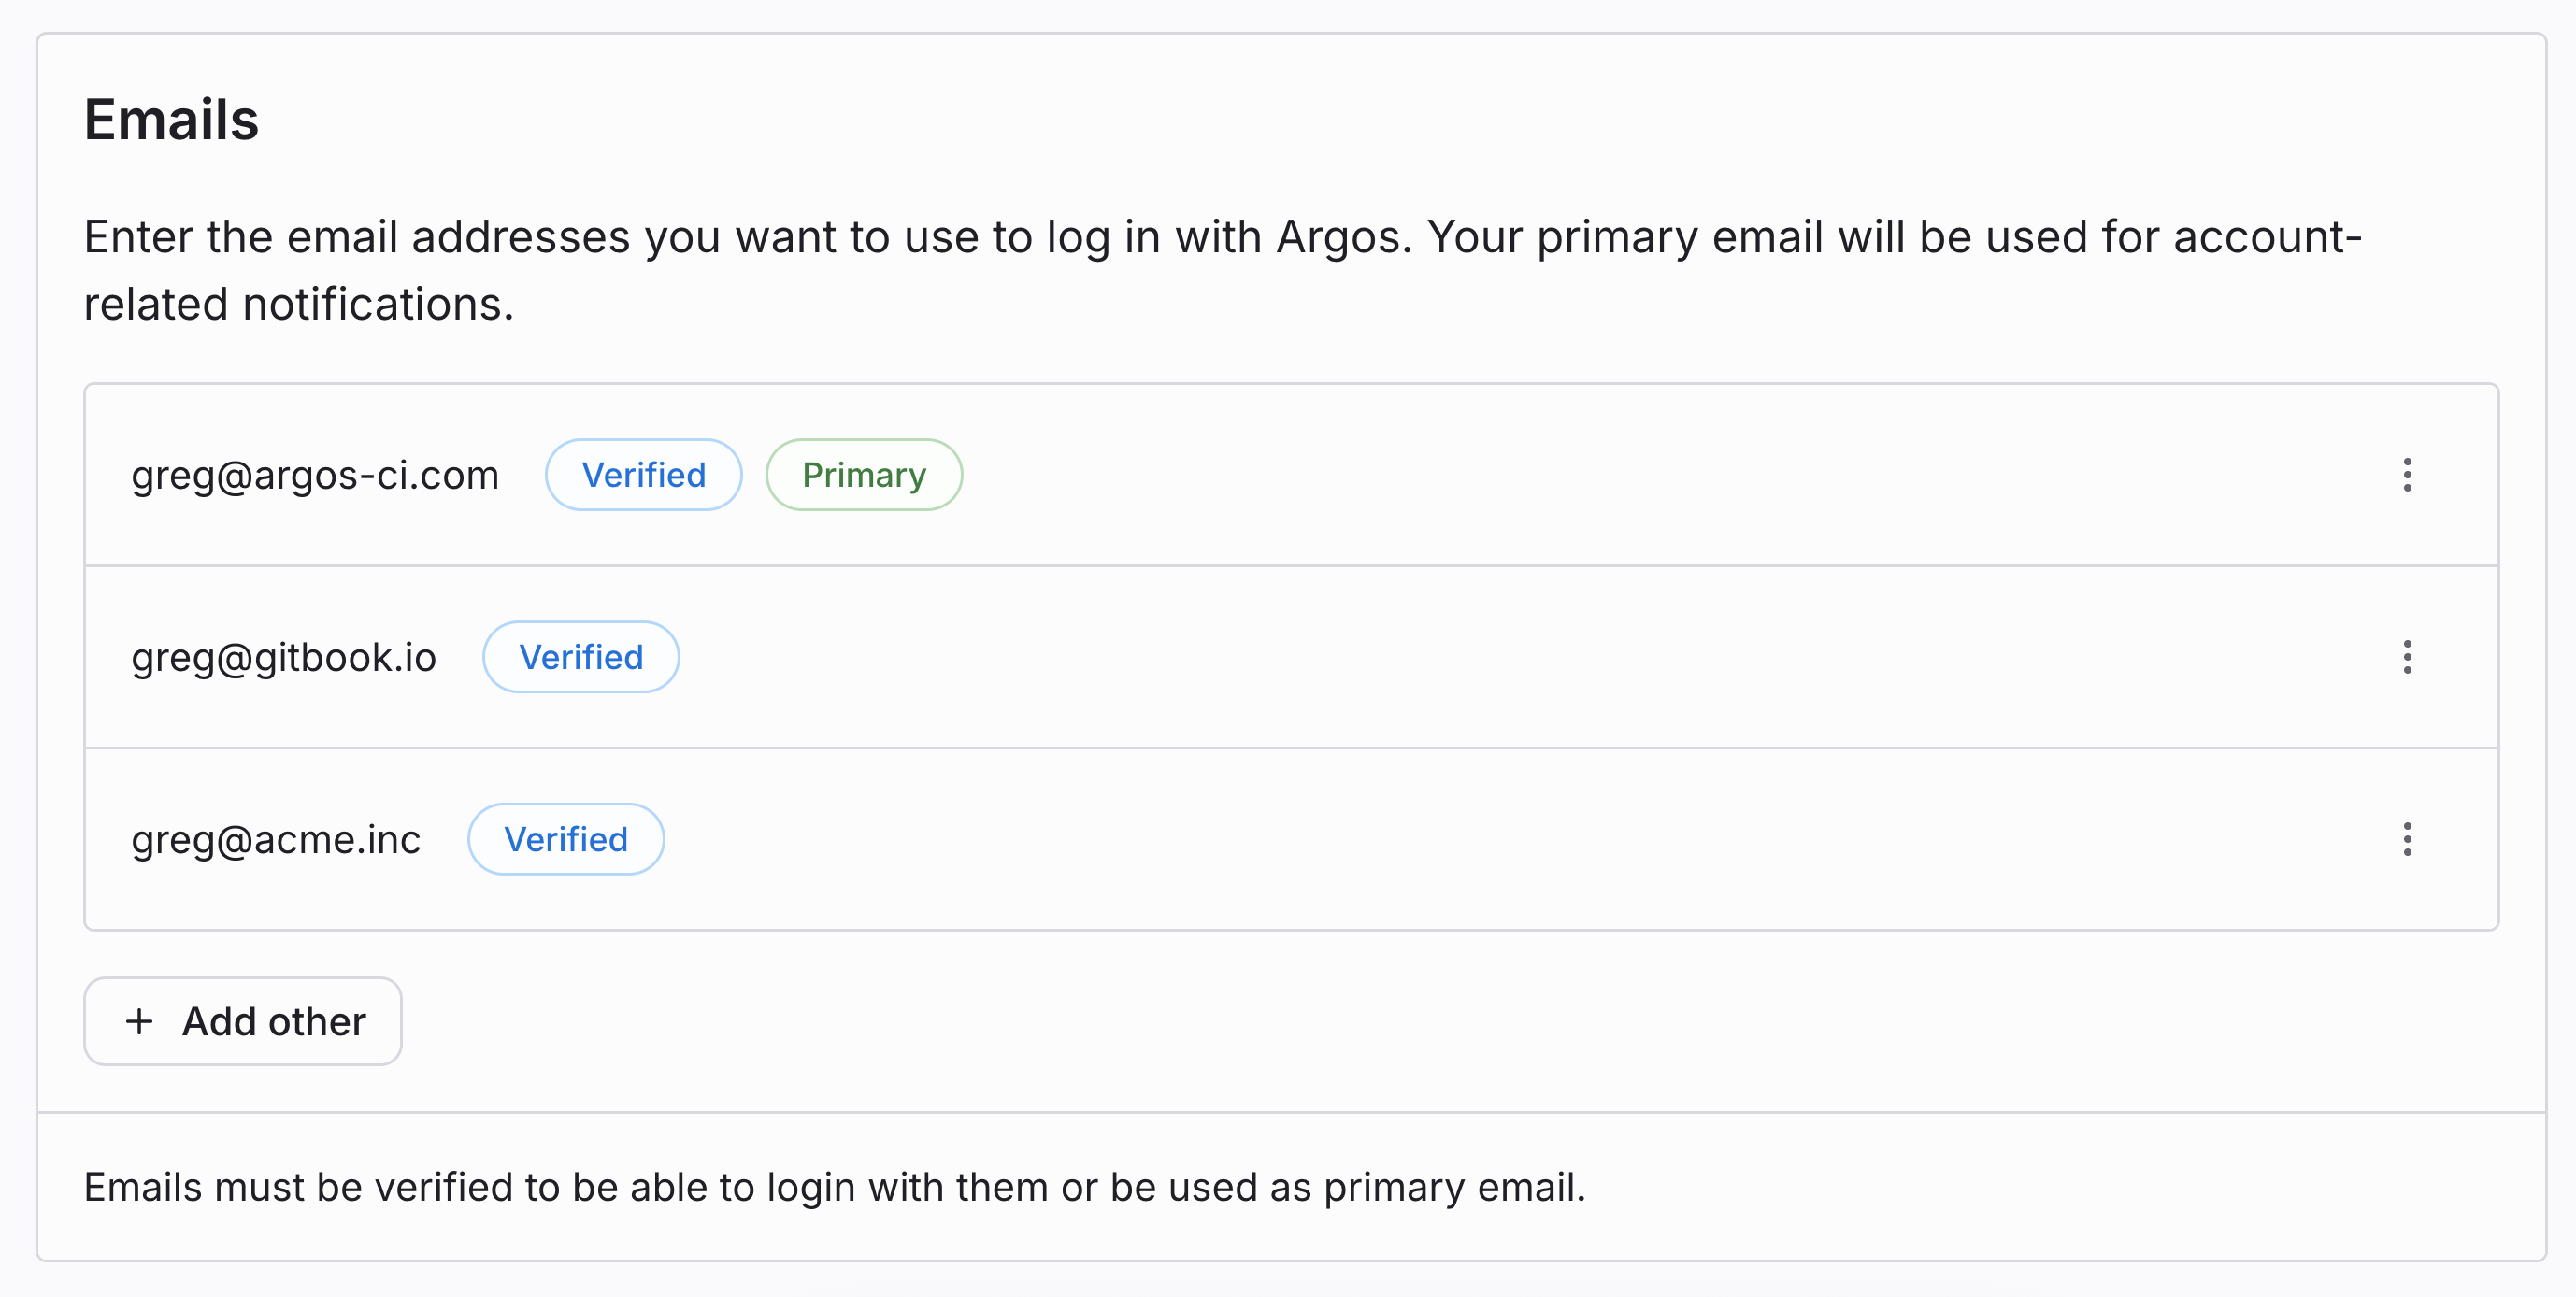 Emails
Enter the email addresses you want to use to log in with Argos. Your primary email will be used for account-
related notifications.
greg@argos-ci.com Verified Primary
greg@gitbook.io Verified
greg@acme.inc Verified
+ Add other
Emails must be verified to be able to login with them or be used as primary email.